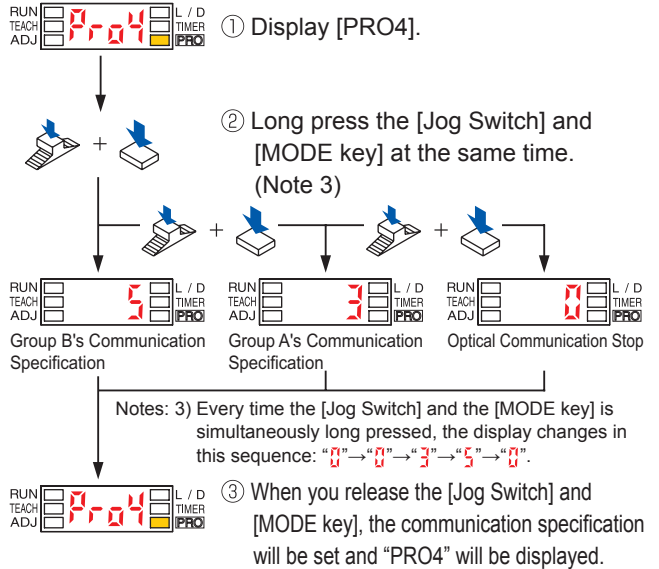 RUN
TEACH
ADJ
Pro4
L / D
TIMER
PRO
① Display [PRO4].
② Long press the [Jog Switch] and
[MODE key] at the same time.
(Note 3)
+
+
+
RUN
TEACH
ADJ
5
L / D
TIMER
PRO
RUN
TEACH
ADJ
3
L / D
TIMER
PRO
RUN
TEACH
ADJ
0
L / D
TIMER
PRO
Group B's Communication
Specification
Group A's Communication
Specification
Optical Communication Stop
Notes: 3) Every time the [Jog Switch] and the [MODE key] is
simultaneously long pressed, the display changes in
this sequence: “0”→“0”→“3”→“5”→“0”.
RUN
TEACH
ADJ
Pro4
L / D
TIMER
PRO
③ When you release the [Jog Switch] and
[MODE key], the communication specification
will be set and “PRO4” will be displayed.